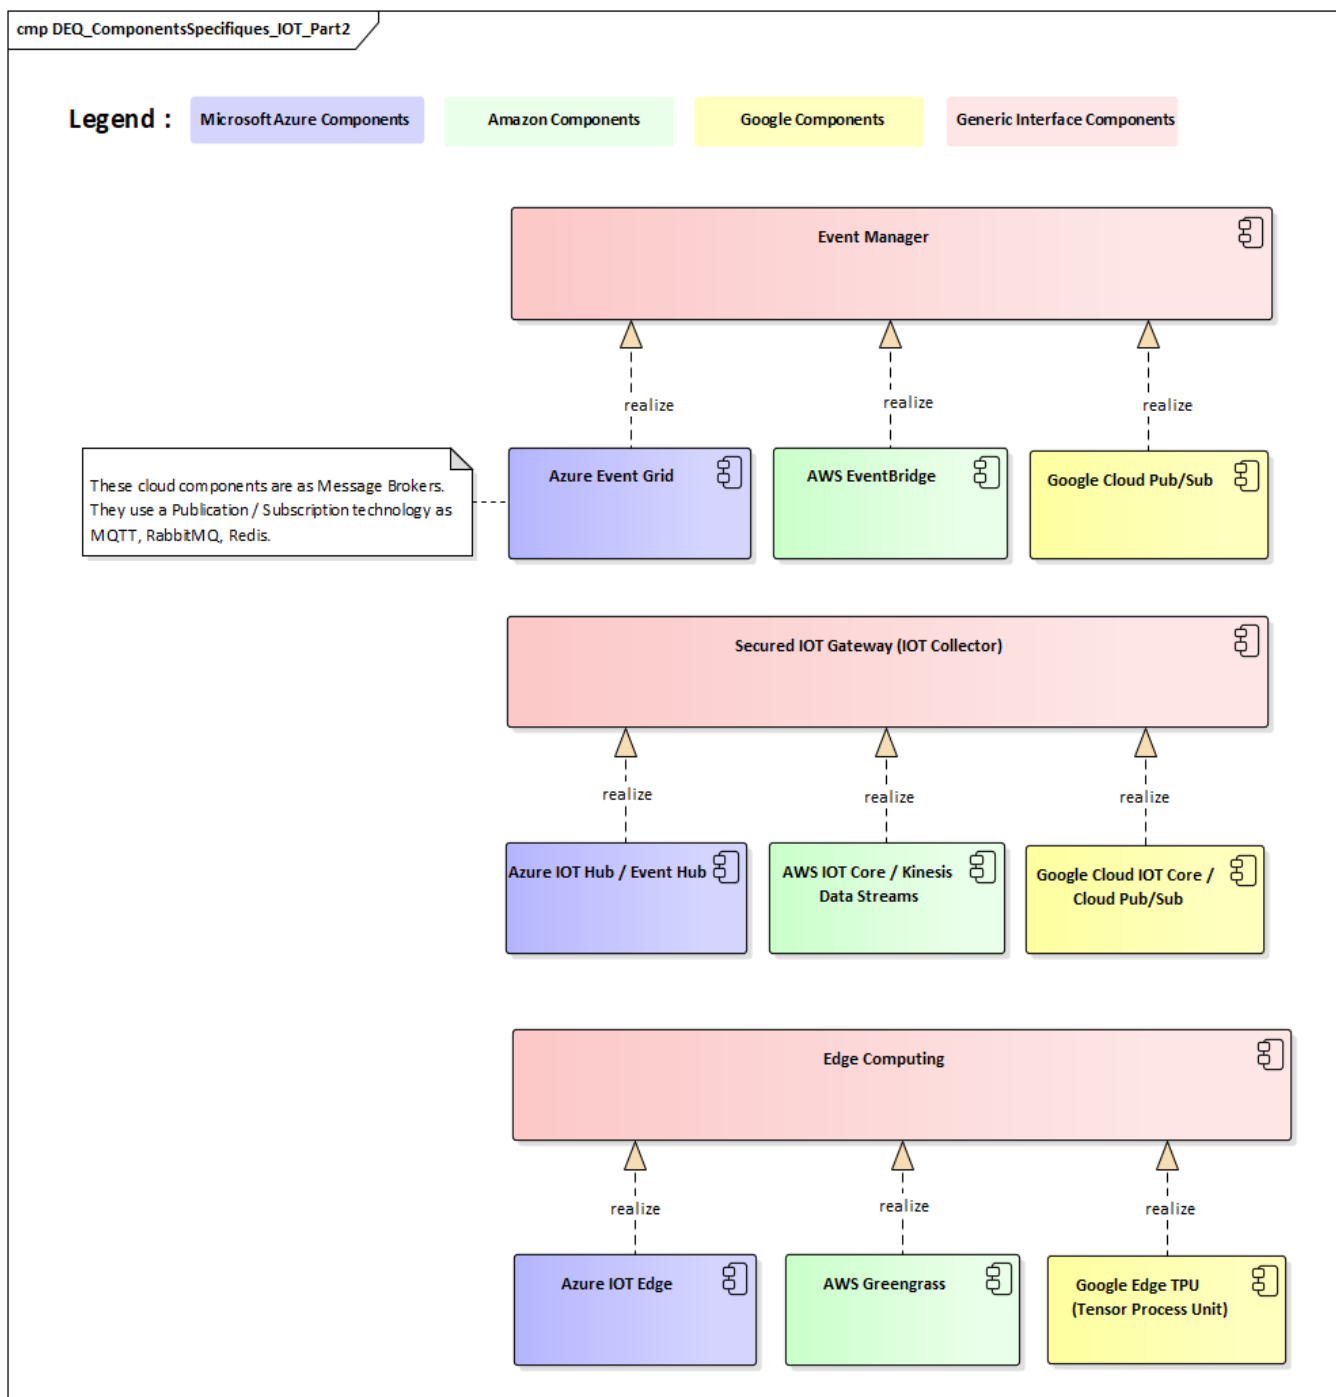 cmp DEQ_ComponentsSpecifiques_IOT_Part2
Legend :
Microsoft Azure Components
Amazon Components
Google Components
Generic Interface Components
Event Manager
realize
realize
realize
These cloud components are as Message Brokers.
They use a Publication / Subscription technology as
MQTT, RabbitMQ, Redis.
Azure Event Grid
AWS EventBridge
Google Cloud Pub/Sub
Secured IOT Gateway (IOT Collector)
realize
realize
realize
Azure IOT Hub / Event Hub
AWS IOT Core / Kinesis
Data Streams
Google Cloud IOT Core /
Cloud Pub/Sub
Edge Computing
realize
realize
realize
Azure IOT Edge
AWS Greengrass
Google Edge TPU
(Tensor Process Unit)